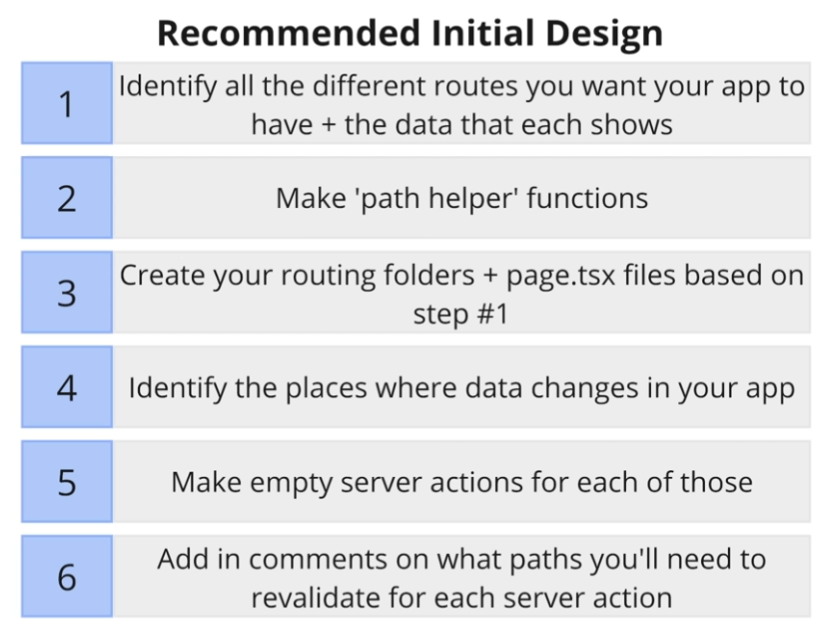 Recommended Initial Design
1
Identify all the different routes you want your app to
have + the data that each shows
2
Make 'path helper' functions
3
Create your routing folders + page.tsx files based on
step #1
4
Identify the places where data changes in your app
5
Make empty server actions for each of those
6
Add in comments on what paths you'll need to
revalidate for each server action